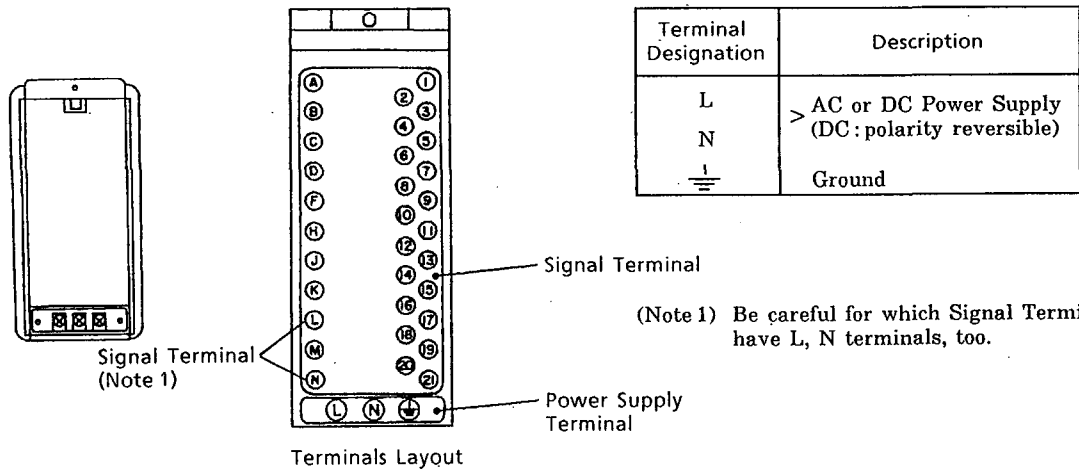 Terminal Designation
Description
L
N
> AC or DC Power Supply
(DC : polarity reversible)
Ground
A
B
C
D
F
H
J
K
L
M
N
1
2
3
4
5
6
7
8
9
10
11
12
13
14
15
16
17
18
19
20
21
L N
Signal Terminal
(Note 1)
Signal Terminal
Power Supply
Terminal
Terminals Layout
(Note 1) Be careful for which Signal Termi
have L, N terminals, too.